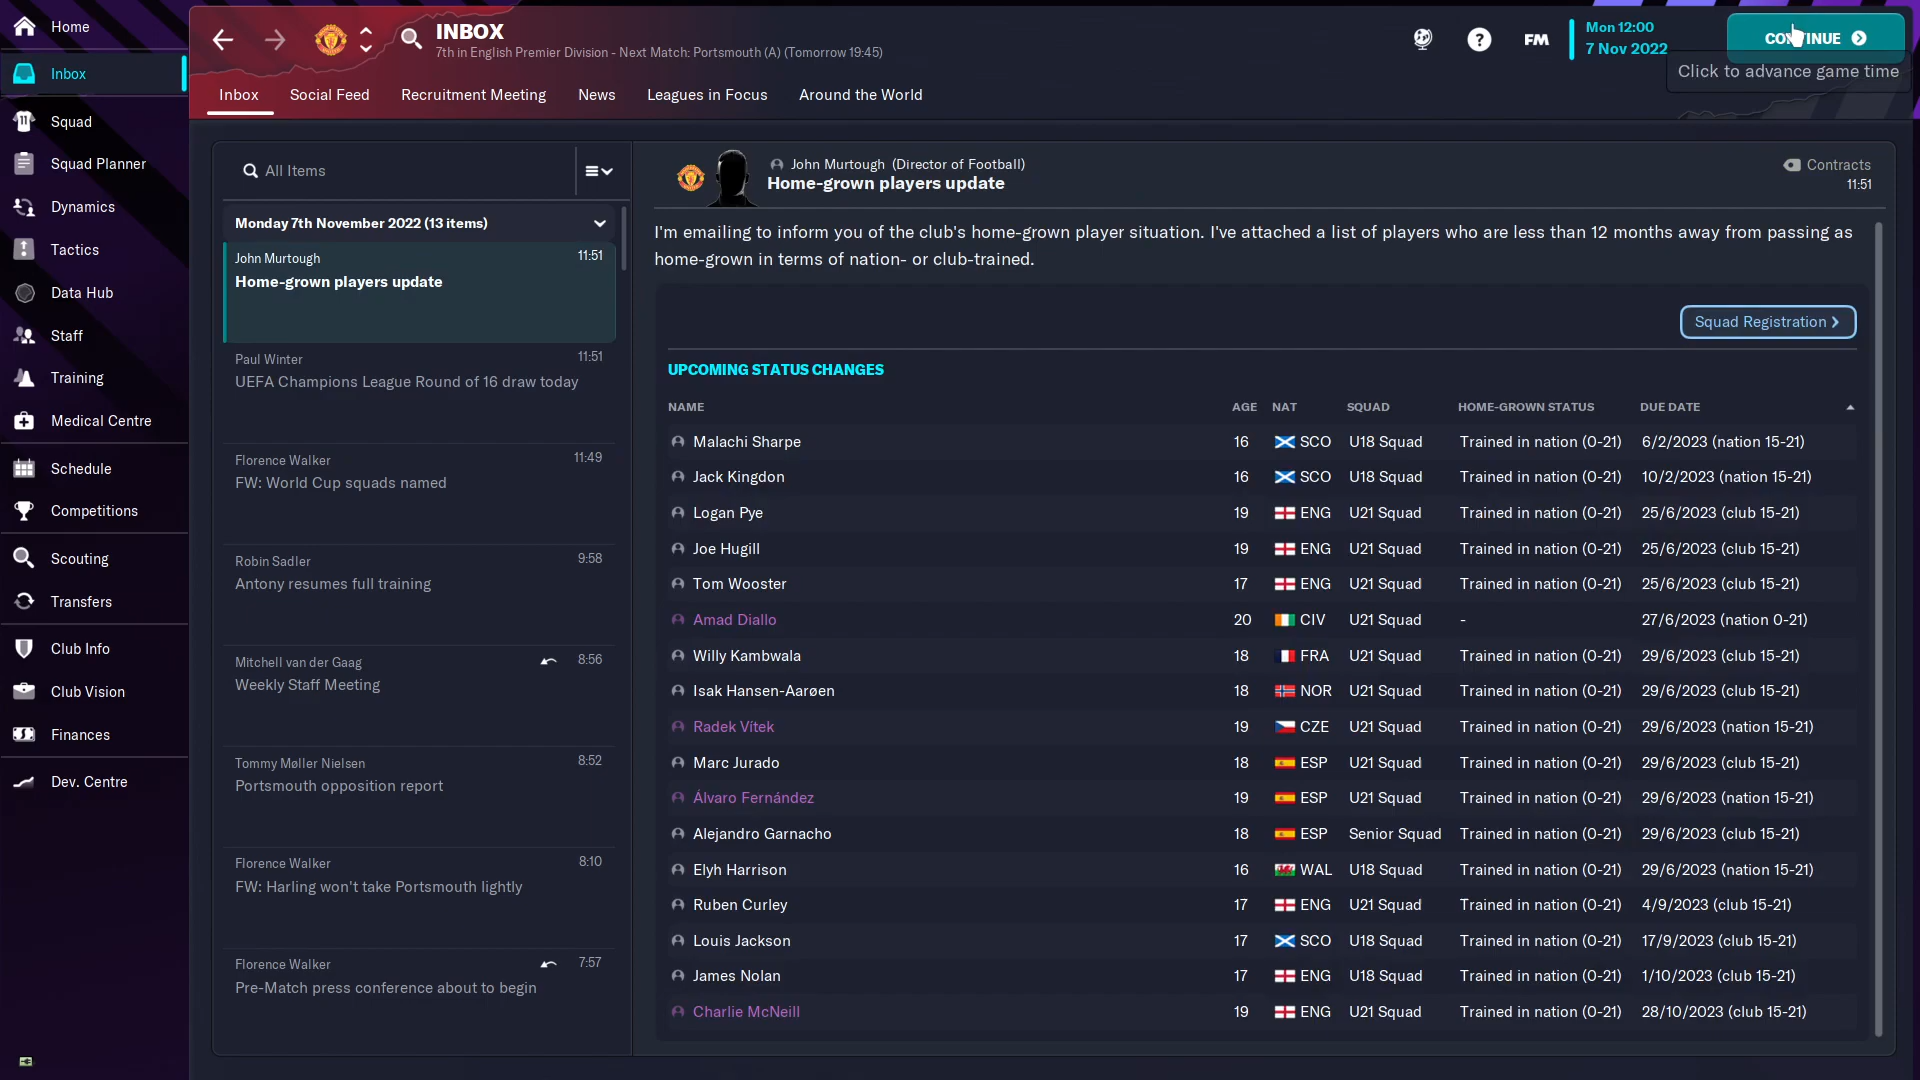 Home
Inbox
Squad
Squad Planner
Dynamics
Tactics
Data Hub
Staff
Training
Medical Centre
Schedule
Competitions
Scouting
Transfers
Club Info
Club Vision
Finances
Dev. Centre
INBOX
7th in English Premier Division - Next Match: Portsmouth (A) (Tomorrow 19:45)
FM
Mon 12:00
7 Nov 2022
CONTINUE
Click to advance game time
Inbox Social Feed Recruitment Meeting News Leagues in Focus Around the World
All Items
Monday 7th November 2022 (13 items)
John Murtough 11:51
Home-grown players update
Paul Winter 11:51
UEFA Champions League Round of 16 draw today
Florence Walker 11:49
FW: World Cup squads named
Robin Sadler 9:58
Antony resumes full training
Mitchell van der Gaag 8:56
Weekly Staff Meeting
Tommy Møller Nielsen 8:52
Portsmouth opposition report
Florence Walker 8:10
FW: Harling won't take Portsmouth lightly
Florence Walker 7:57
Pre-Match press conference about to begin
John Murtough (Director of Football) Contracts
Home-grown players update 11:51
I'm emailing to inform you of the club's home-grown player situation. I've attached a list of players who are less than 12 months away from passing as
home-grown in terms of nation- or club-trained.
Squad Registration
UPCOMING STATUS CHANGES
NAME AGE NAT SQUAD HOME-GROWN STATUS DUE DATE
Malachi Sharpe 16 SCO U18 Squad Trained in nation (0-21) 6/2/2023 (nation 15-21)
Jack Kingdon 16 SCO U18 Squad Trained in nation (0-21) 10/2/2023 (nation 15-21)
Logan Pye 19 ENG U21 Squad Trained in nation (0-21) 25/6/2023 (club 15-21)
Joe Hugill 19 ENG U21 Squad Trained in nation (0-21) 25/6/2023 (club 15-21)
Tom Wooster 17 ENG U21 Squad Trained in nation (0-21) 25/6/2023 (club 15-21)
Amad Diallo 20 CIV U21 Squad - 27/6/2023 (nation 0-21)
Willy Kambwala 18 FRA U21 Squad Trained in nation (0-21) 29/6/2023 (club 15-21)
Isak Hansen-Aarøen 18 NOR U21 Squad Trained in nation (0-21) 29/6/2023 (club 15-21)
Radek Vítek 19 CZE U21 Squad Trained in nation (0-21) 29/6/2023 (nation 15-21)
Marc Jurado 18 ESP U21 Squad Trained in nation (0-21) 29/6/2023 (club 15-21)
Álvaro Fernández 19 ESP U21 Squad Trained in nation (0-21) 29/6/2023 (nation 15-21)
Alejandro Garnacho 18 ESP Senior Squad Trained in nation (0-21) 29/6/2023 (club 15-21)
Elyh Harrison 16 WAL U18 Squad Trained in nation (0-21) 29/6/2023 (nation 15-21)
Ruben Curley 17 ENG U21 Squad Trained in nation (0-21) 4/9/2023 (club 15-21)
Louis Jackson 17 SCO U18 Squad Trained in nation (0-21) 17/9/2023 (club 15-21)
James Nolan 17 ENG U18 Squad Trained in nation (0-21) 1/10/2023 (club 15-21)
Charlie McNeill 19 ENG U21 Squad Trained in nation (0-21) 28/10/2023 (club 15-21)